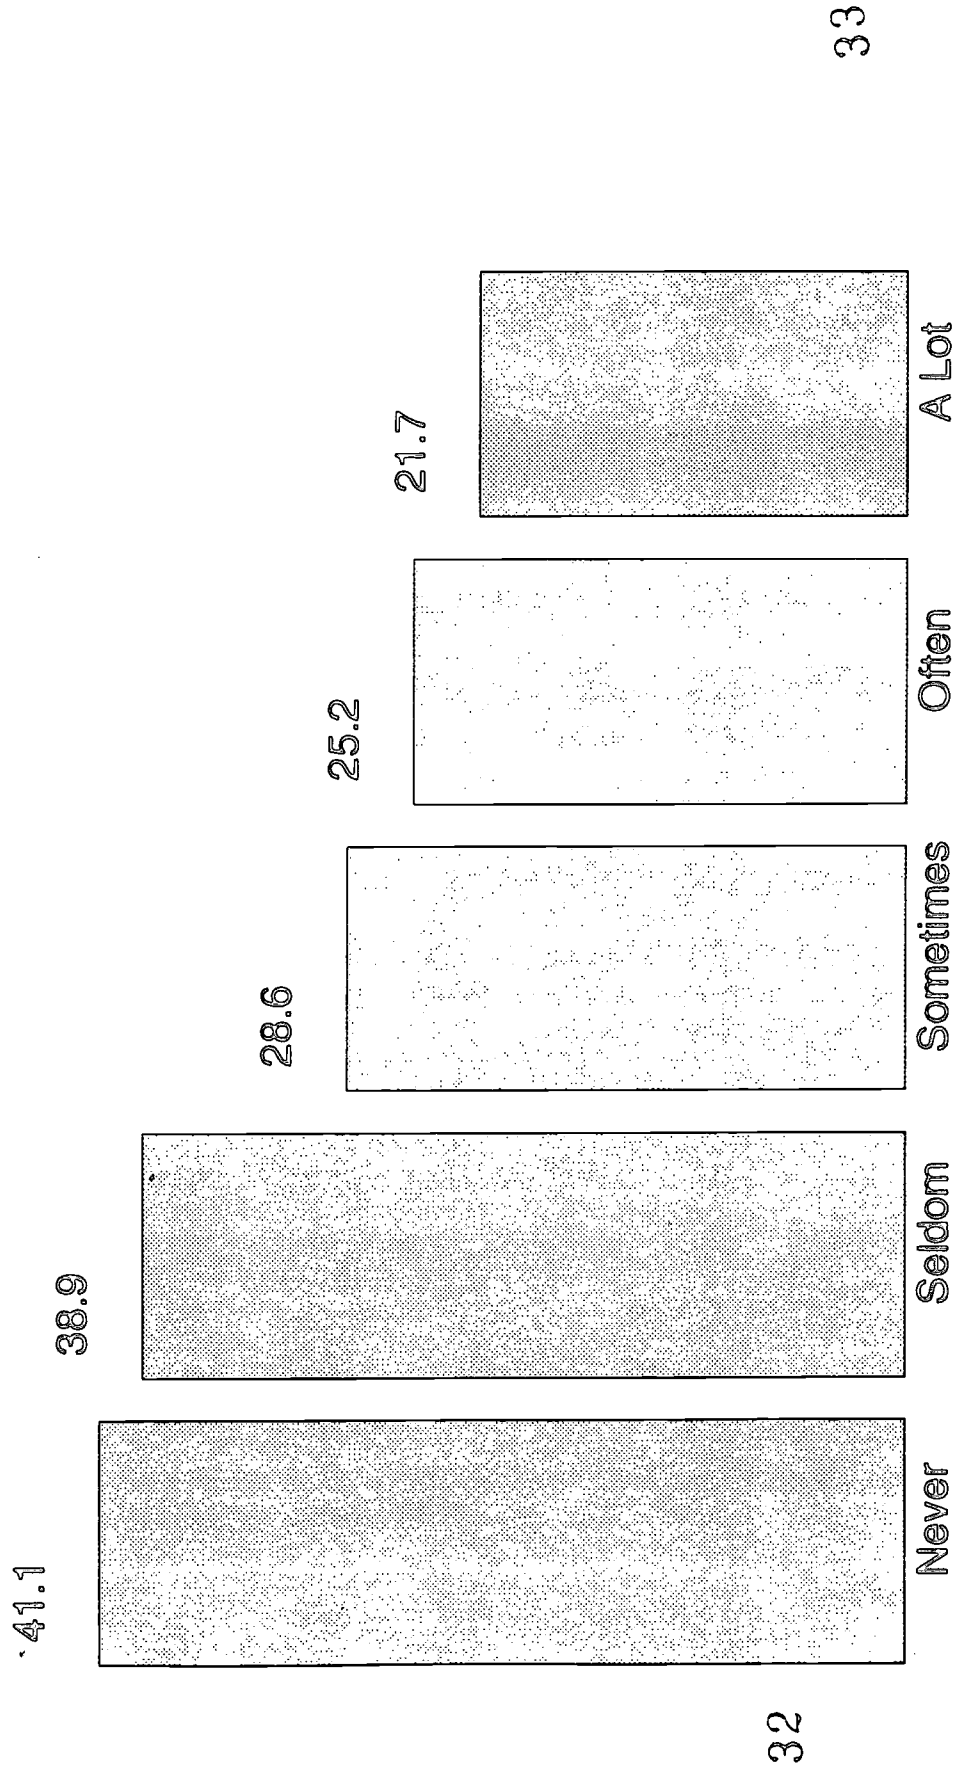 41.1
38.9
28.6
25.2
21.7
Never
Seldom
Sometimes
Often
A Lot
32
33